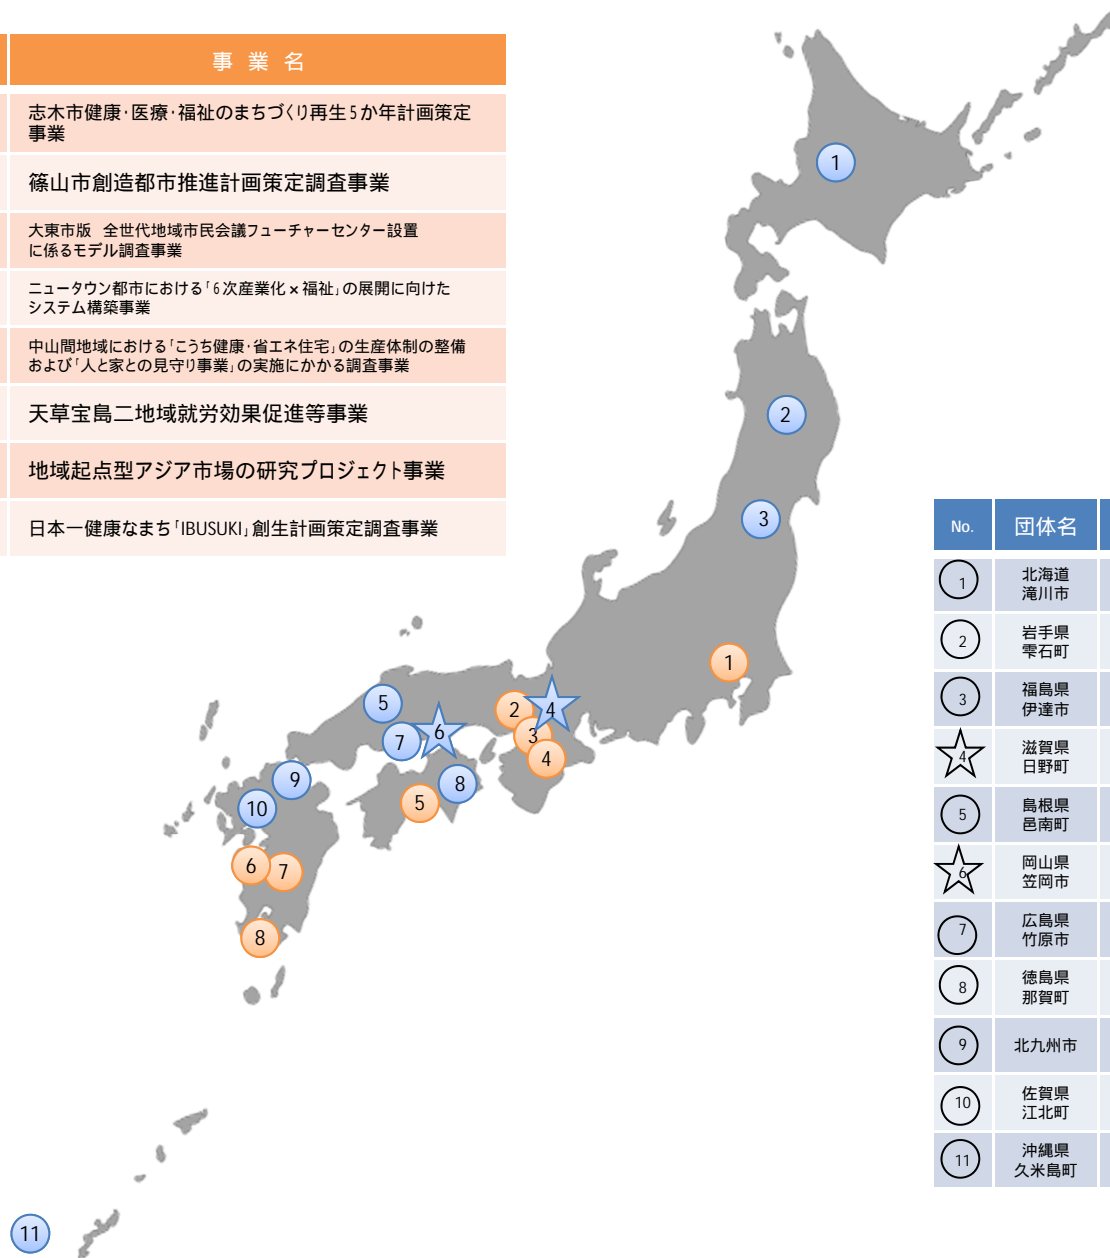 事 業 名
志木市健康・医療・福祉のまちづくり再生5か年計画策定
事業
篠山市創造都市推進計画策定調査事業
大東市版 全世代地域市民会議フューチャーセンター設置
に係るモデル調査事業
ニュータウン都市における「6次産業化×福祉」の展開に向けた
システム構築事業
中山間地域における「こうち健康・省エネ住宅」の生産体制の整備
および「人と家との見守り事業」の実施にかかる調査事業
天草宝島二地域就労効果促進等事業
地域起点型アジア市場の研究プロジェクト事業
日本一健康なまち「IBUSUKI」創生計画策定調査事業
1
2
3
1
5
2
4
6
7
3
4
9
8
5
10
6
7
8
11
No.
団体名
1
北海道
滝川市
2
岩手県
雫石町
3
福島県
伊達市
4
滋賀県
日野町
5
島根県
邑南町
6
岡山県
笠岡市
7
広島県
竹原市
8
徳島県
那賀町
9
北九州市
10
佐賀県
江北町
11
沖縄県
久米島町